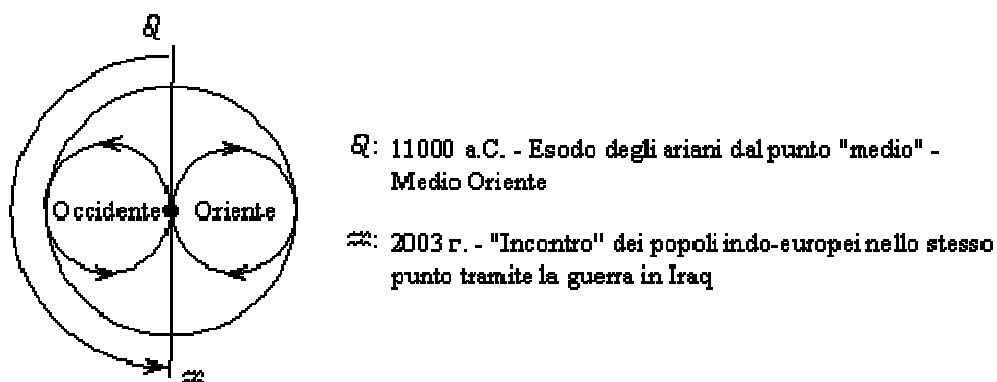 ♌
Occidente Oriente
♒
♌: 11000 a.C. - Esodo degli ariani dal punto "medio" -
Medio Oriente
♒: 2003 г. - "Incontro" dei popoli indo-europei nello stesso
punto tramite la guerra in Iraq